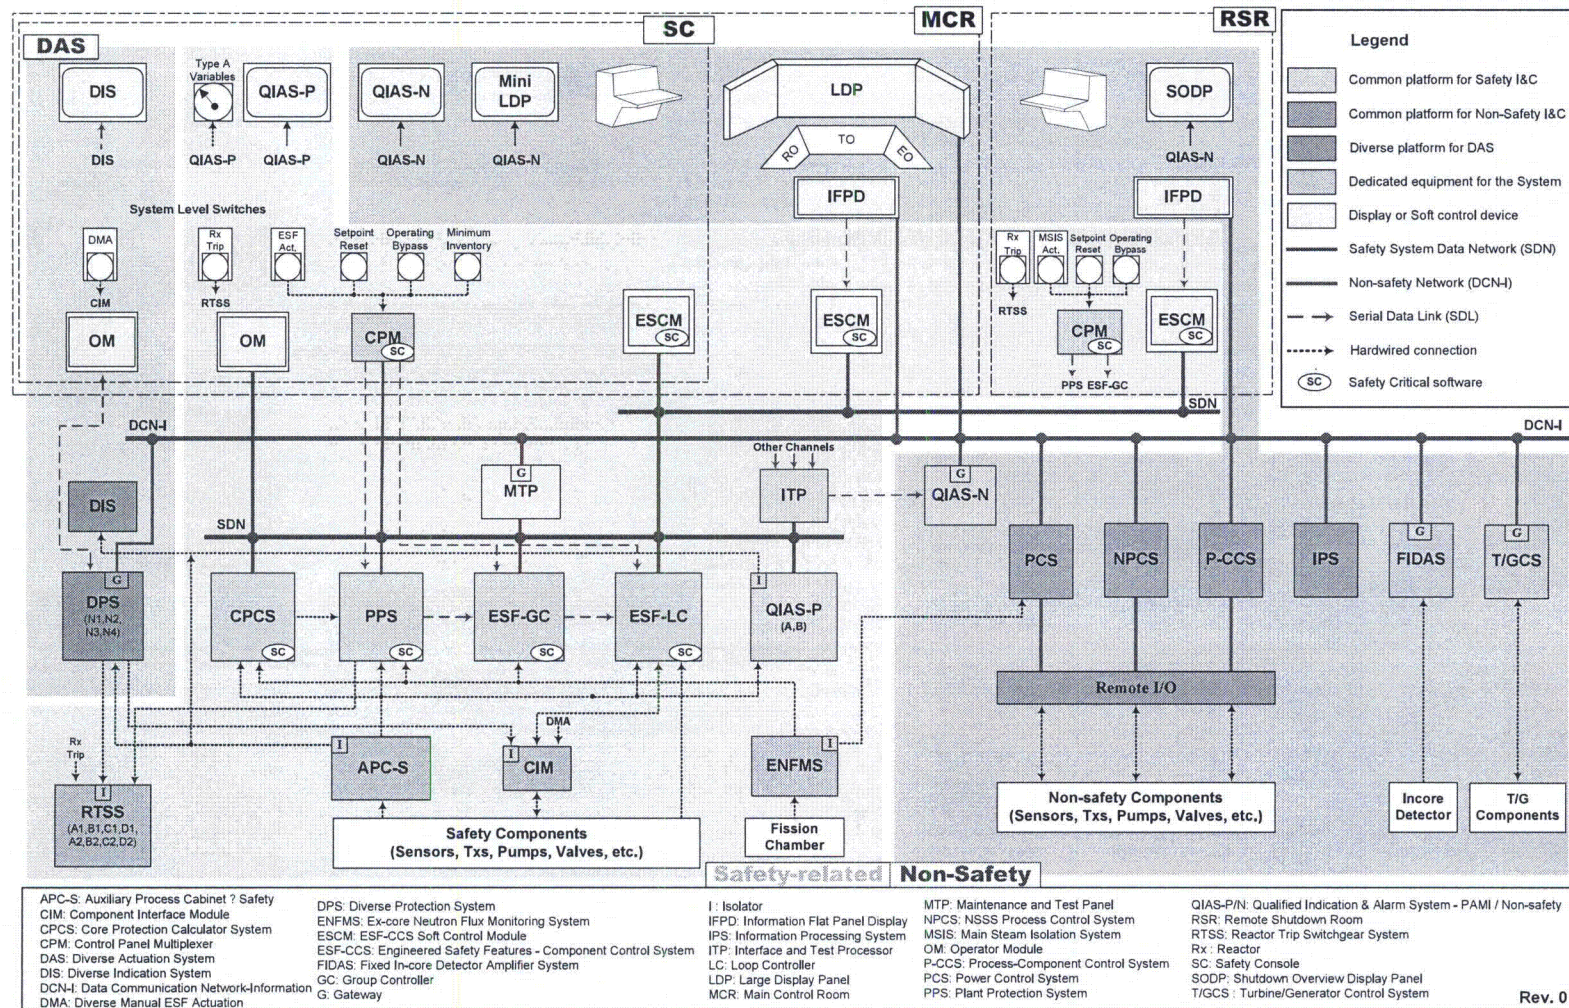 DAS
SC
MCR
RSR
DIS
Type A
Variables
QIAS-P
QIAS-N
Mini
LDP
LDP
SODP
DIS
QIAS-P
QIAS-P
QIAS-N
QIAS-N
RO
TO
EO
QIAS-N
IFPD
IFPD
System Level Switches
DMA
Rx
Trip
ESF
Act.
Setpoint
Reset
Operating
Bypass
Minimum
Inventory
Rx
Trip
MSIS
Act.
Setpoint
Reset
Operating
Bypass
CIM
RTSS
RTSS
OM
OM
CPM
SC
ESCM
SC
ESCM
SC
CPM
SC
ESCM
SC
PPS ESF-GC
SDN
DCN-I
DCN-I
Legend
Common platform for Safety I&C
Common platform for Non-Safety I&C
Diverse platform for DAS
Dedicated equipment for the System
Display or Soft control device
Safety System Data Network (SDN)
Non-safety Network (DCN-I)
Serial Data Link (SDL)
Hardwired connection
SC
Safety Critical software
Other Channels
G
MTP
ITP
G
QIAS-N
DIS
SDN
PCS
NPCS
P-CCS
IPS
G
FIDAS
G
T/GCS
G
DPS
(N1,N2,
N3,N4)
CPCS
PPS
ESF-GC
ESF-LC
I
QIAS-P
(A,B)
SC
SC
SC
SC
Remote I/O
DMA
Rx
Trip
I
APC-S
I
CIM
I
ENFMS
I
RTSS
(A1,B1,C1,D1,
A2,B2,C2,D2)
Safety Components
(Sensors, Txs, Pumps, Valves, etc.)
Fission
Chamber
Non-safety Components
(Sensors, Txs, Pumps, Valves, etc.)
Incore
Detector
T/G
Components
Safety-related
Non-Safety
APC-S: Auxiliary Process Cabinet ? Safety
CIM: Component Interface Module
CPCS: Core Protection Calculator System
CPM: Control Panel Multiplexer
DAS: Diverse Actuation System
DIS: Diverse Indication System
DCN-I: Data Communication Network-Information
DMA: Diverse Manual ESF Actuation
DPS: Diverse Protection System
ENFMS: Ex-core Neutron Flux Monitoring System
ESCM: ESF-CCS Soft Control Module
ESF-CCS: Engineered Safety Features - Component Control System
FIDAS: Fixed In-core Detector Amplifier System
GC: Group Controller
G: Gateway
I : Isolator
IFPD: Information Flat Panel Display
IPS: Information Processing System
ITP: Interface and Test Processor
LC: Loop Controller
LDP: Large Display Panel
MCR: Main Control Room
MTP: Maintenance and Test Panel
NPCS: NSSS Process Control System
MSIS: Main Steam Isolation System
OM: Operator Module
P-CCS: Process-Component Control System
PCS: Power Control System
PPS: Plant Protection System
QIAS-P/N: Qualified Indication & Alarm System - PAMI / Non-safety
RSR: Remote Shutdown Room
RTSS: Reactor Trip Switchgear System
Rx : Reactor
SC: Safety Console
SODP: Shutdown Overview Display Panel
T/GCS : Turbine/Generator Control System
Rev. 0